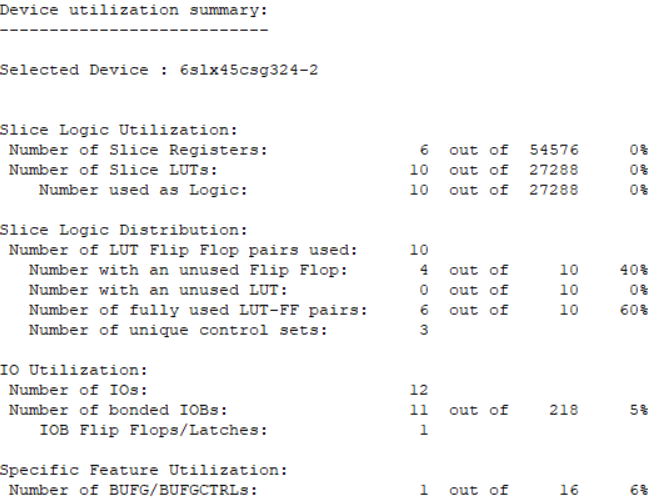 Device utilization summary:
---------------------------
Selected Device : 6slx45csg324-2
Slice Logic Utilization:
Number of Slice Registers: 6 out of 54576 0%
Number of Slice LUTs: 10 out of 27288 0%
Number used as Logic: 10 out of 27288 0%
Slice Logic Distribution:
Number of LUT Flip Flop pairs used: 10
Number with an unused Flip Flop: 4 out of 10 40%
Number with an unused LUT: 0 out of 10 0%
Number of fully used LUT-FF pairs: 6 out of 10 60%
Number of unique control sets: 3
IO Utilization:
Number of IOs: 12
Number of bonded IOBs: 11 out of 218 5%
IOB Flip Flops/Latches: 1
Specific Feature Utilization:
Number of BUFG/BUFGCTRLs: 1 out of 16 6%